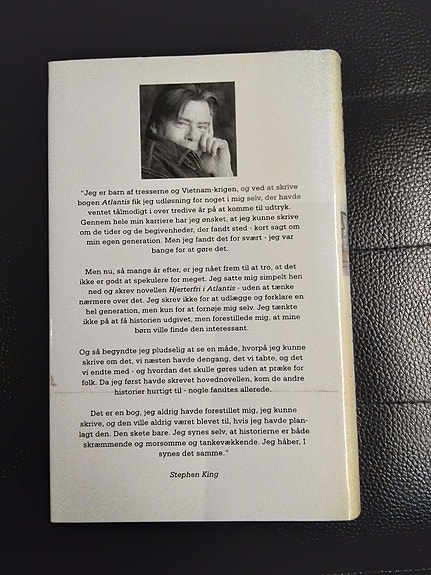 "Jeg er barn af tresserne og Vietnam-krigen, og ved at skrive
bogen Atlantis fik jeg udløsning for noget i mig selv, der havde
ventet tålmodigt i over tredive år på at komme til udtryk.
Gennem hele min karriere har jeg ønsket, at jeg kunne skrive
om de tider og de begivenheder, der fandt sted - kort sagt om
min egen generation. Men jeg fandt det for svært - jeg var
bange for at gøre det.
Men nu, så mange år efter, er jeg nået frem til at tro, at det
ikke er godt at spekulere for meget. Jeg satte mig simpelt hen
ned og skrev novellen Hjerterfri i Atlantis - uden at tænke
nærmere over det. Jeg skrev ikke for at udlægge og forklare en
hel generation, men kun for at fornøje mig selv. Jeg tænkte
ikke på at få historien udgivet, men forestillede mig, at mine
børn ville finde den interessant.
Og så begyndte jeg pludselig at se en måde, hvorpå jeg kunne
skrive om det, vi næsten havde dengang, det vi tabte, og det
vi endte med - og hvordan det skulle gøres uden at præke for
folk. Da jeg først havde skrevet hovednovellen, kom de andre
historier hurtigt til - nogle fandtes allerede.
Det er en bog, jeg aldrig havde forestillet mig, jeg kunne
skrive, og den ville aldrig været blevet til, hvis jeg havde plan-
lagt den. Den skete bare. Jeg synes selv, at historierne er både
skræmmende og morsomme og tankevækkende. Jeg håber, I
synes det samme."
Stephen King